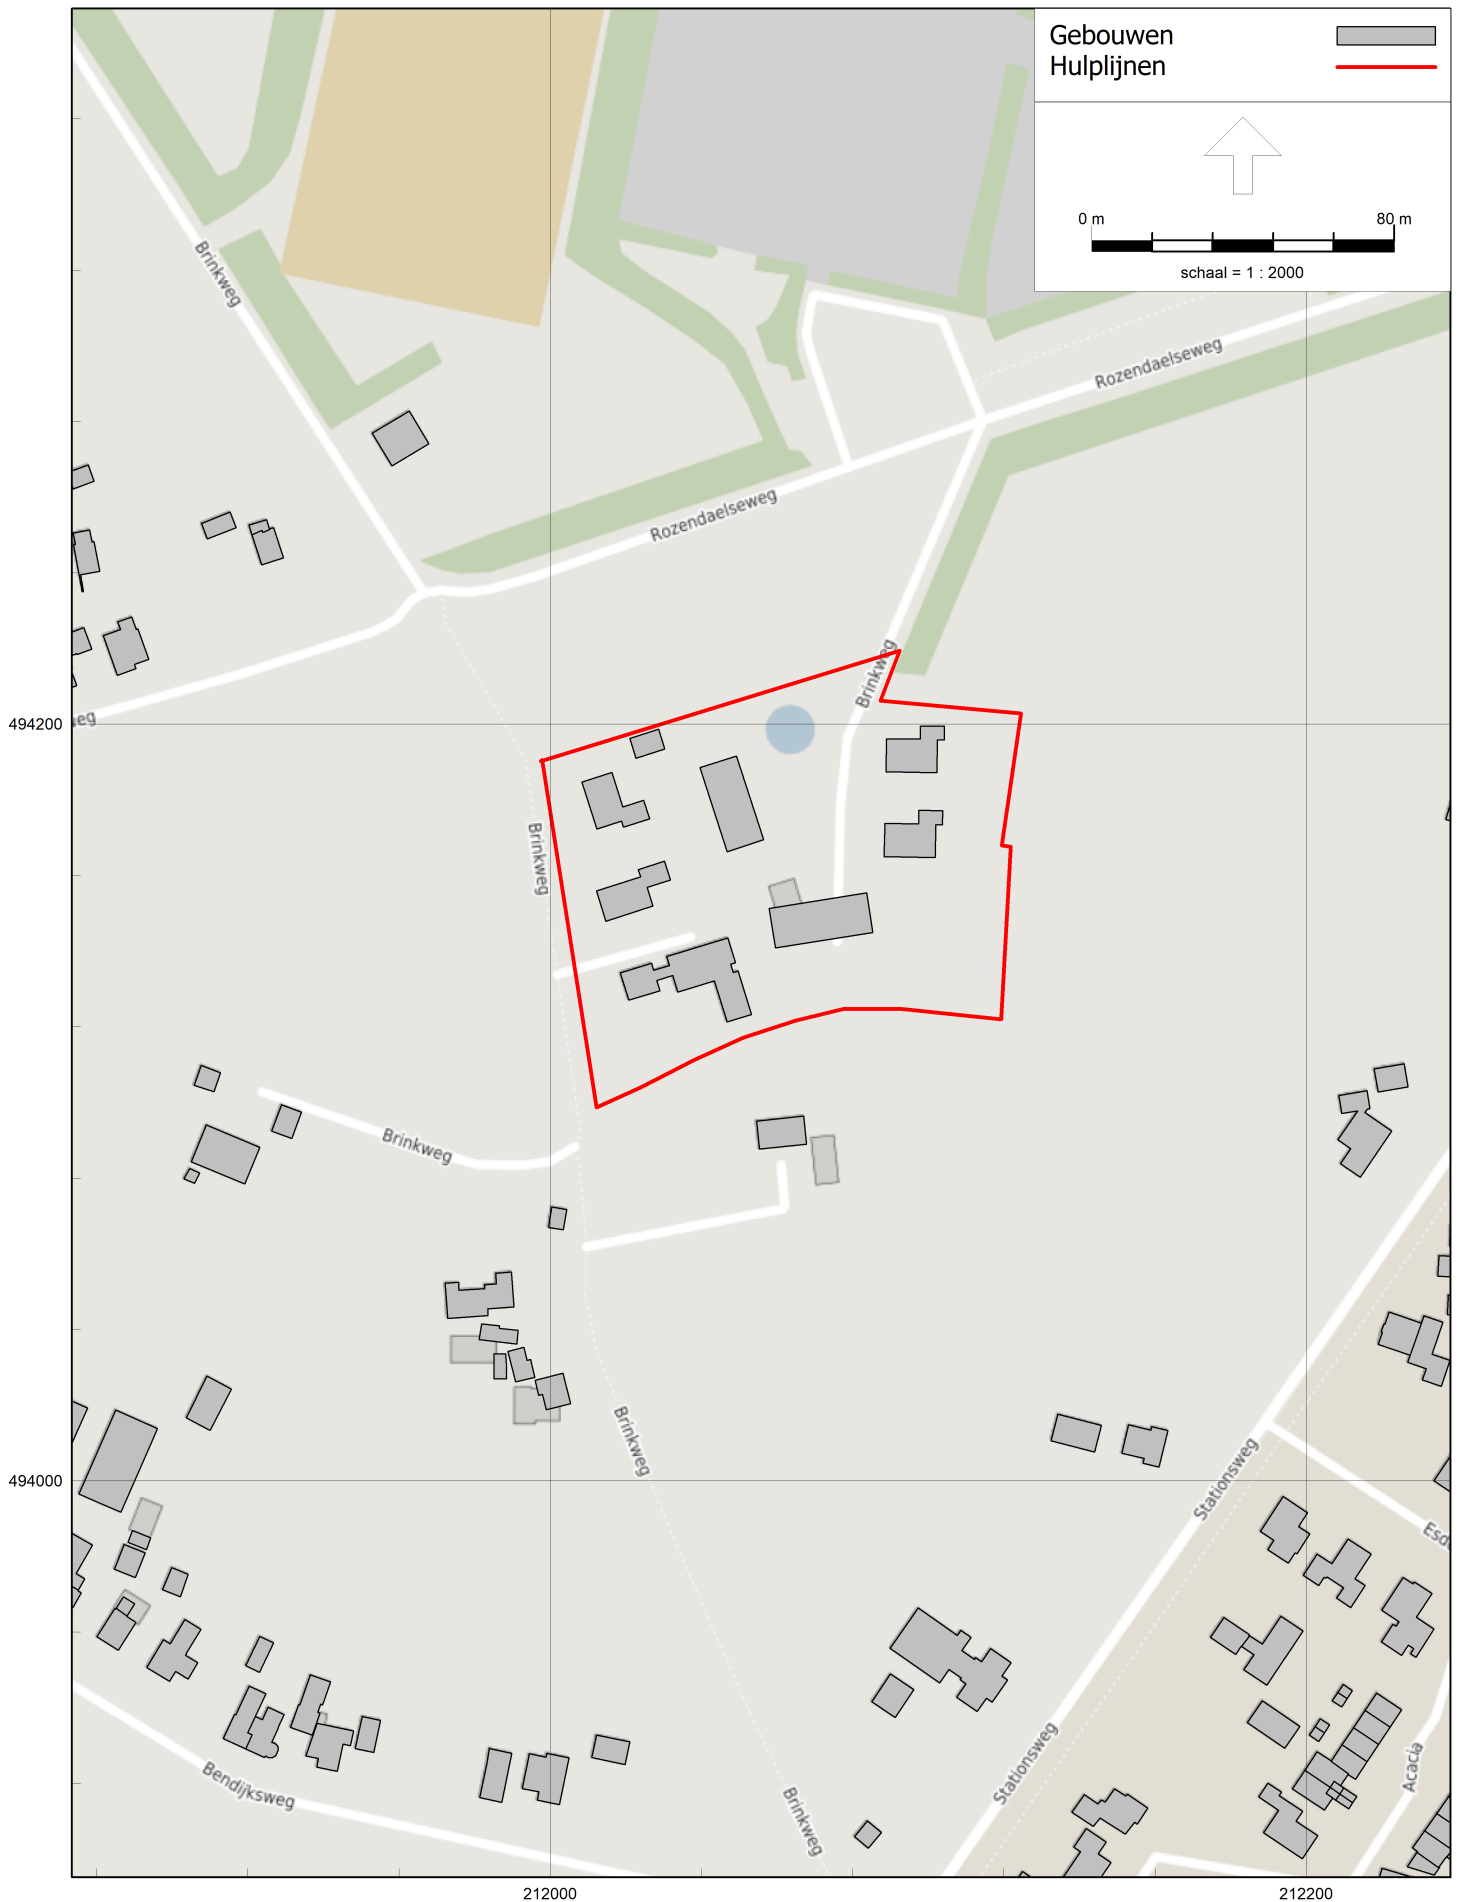 Gebouwen
Hulplijnen
0 m 80 m
schaal = 1 : 2000
Brinkweg
Rozendaelseweg
Rozendaelseweg
Brinkweg
494200
Brinkweg
Brinkweg
Brinkweg
494000
Stationsweg
Stationsweg
Bendijksweg
Brinkweg
Acacia
212000
212200